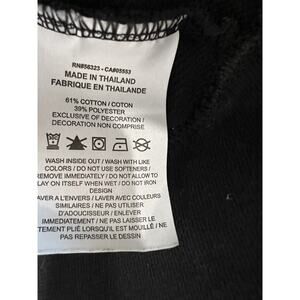 RN#56323 - CA#05553
MADE IN THAILAND
FABRIQUE EN THAILANDE
61% COTTON / COTON
39% POLYESTER
EXCLUSIVE OF DECORATION /
DECORATION NON COMPRISE
WASH INSIDE OUT / WASH WITH LIKE
COLORS / DO NOT USE SOFTENERS /
REMOVE IMMEDIATELY / DO NOT ALLOW TO
LAY ON ITSELF WHEN WET / DO NOT IRON
DESIGN
LAVER A L'ENVERS / LAVER AVEC COULEURS
SIMILAIRES / NE PAS UTILISER
D'ADOUCISSEUR / ENLEVER
IMMEDIATEMENT / NE PAS LAISSER LE
TEMENT PLIÉ LORSQU'IL EST MOUILLÉ / NE
PAS REPASSER LE DESSIN